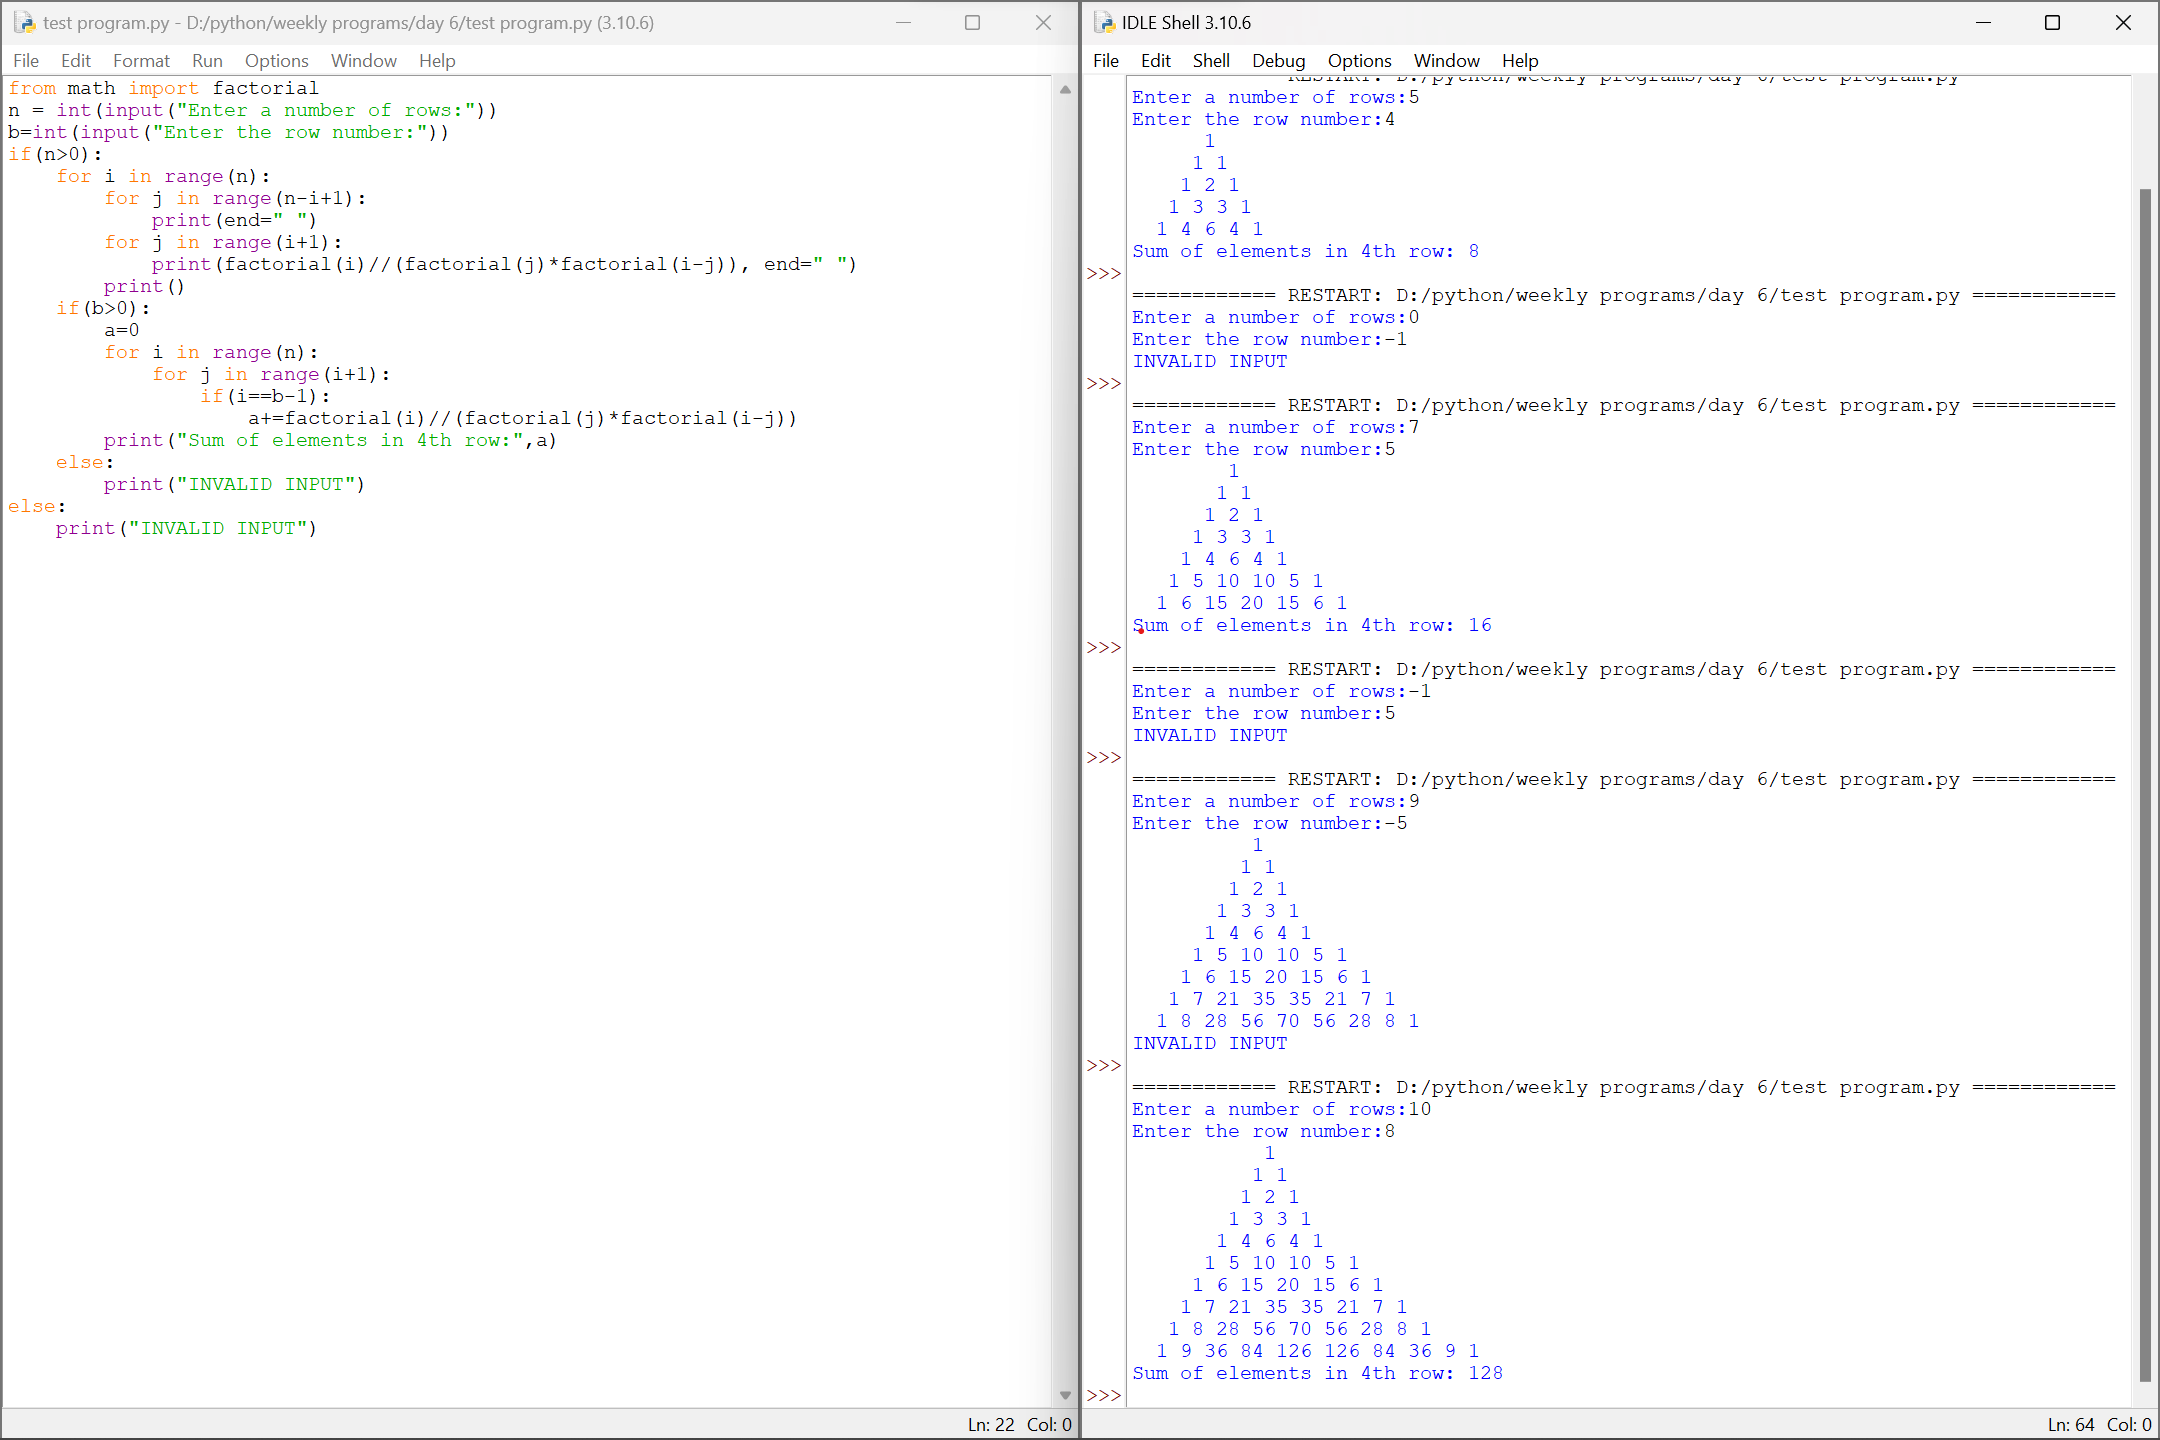 test program.py - D:/python/weekly programs/day 6/test program.py (3.10.6)
File Edit Format Run Options Window Help
from math import factorial
n = int(input("Enter a number of rows:"))
b=int(input("Enter the row number:"))
if(n>0):
    for i in range(n):
        for j in range(n-i+1):
            print(end=" ")
        for j in range(i+1):
            print(factorial(i)//(factorial(j)*factorial(i-j)), end=" ")
        print()
    if(b>0):
        a=0
        for i in range(n):
            for j in range(i+1):
                if(i==b-1):
                    a+=factorial(i)//(factorial(j)*factorial(i-j))
        print("Sum of elements in 4th row:",a)
    else:
        print("INVALID INPUT")
else:
    print("INVALID INPUT")
Ln: 22 Col: 0
IDLE Shell 3.10.6
File Edit Shell Debug Options Window Help
RESTART: D:/python/weekly programs/day 6/test program.py
Enter a number of rows:5
Enter the row number:4
      1
     1 1
    1 2 1
   1 3 3 1
  1 4 6 4 1
Sum of elements in 4th row: 8
>>>
============ RESTART: D:/python/weekly programs/day 6/test program.py ============
Enter a number of rows:0
Enter the row number:-1
INVALID INPUT
>>>
============ RESTART: D:/python/weekly programs/day 6/test program.py ============
Enter a number of rows:7
Enter the row number:5
        1
       1 1
      1 2 1
     1 3 3 1
    1 4 6 4 1
   1 5 10 10 5 1
  1 6 15 20 15 6 1
Sum of elements in 4th row: 16
>>>
============ RESTART: D:/python/weekly programs/day 6/test program.py ============
Enter a number of rows:-1
Enter the row number:5
INVALID INPUT
>>>
============ RESTART: D:/python/weekly programs/day 6/test program.py ============
Enter a number of rows:9
Enter the row number:-5
          1
         1 1
        1 2 1
       1 3 3 1
      1 4 6 4 1
     1 5 10 10 5 1
    1 6 15 20 15 6 1
   1 7 21 35 35 21 7 1
  1 8 28 56 70 56 28 8 1
INVALID INPUT
>>>
============ RESTART: D:/python/weekly programs/day 6/test program.py ============
Enter a number of rows:10
Enter the row number:8
           1
          1 1
         1 2 1
        1 3 3 1
       1 4 6 4 1
      1 5 10 10 5 1
     1 6 15 20 15 6 1
    1 7 21 35 35 21 7 1
   1 8 28 56 70 56 28 8 1
  1 9 36 84 126 126 84 36 9 1
Sum of elements in 4th row: 128
>>>
Ln: 64 Col: 0